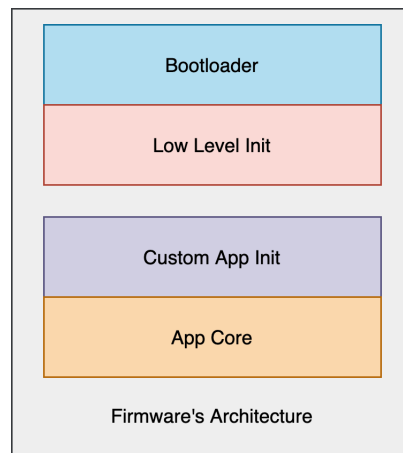 Bootloader
Low Level Init
Custom App Init
App Core
Firmware's Architecture